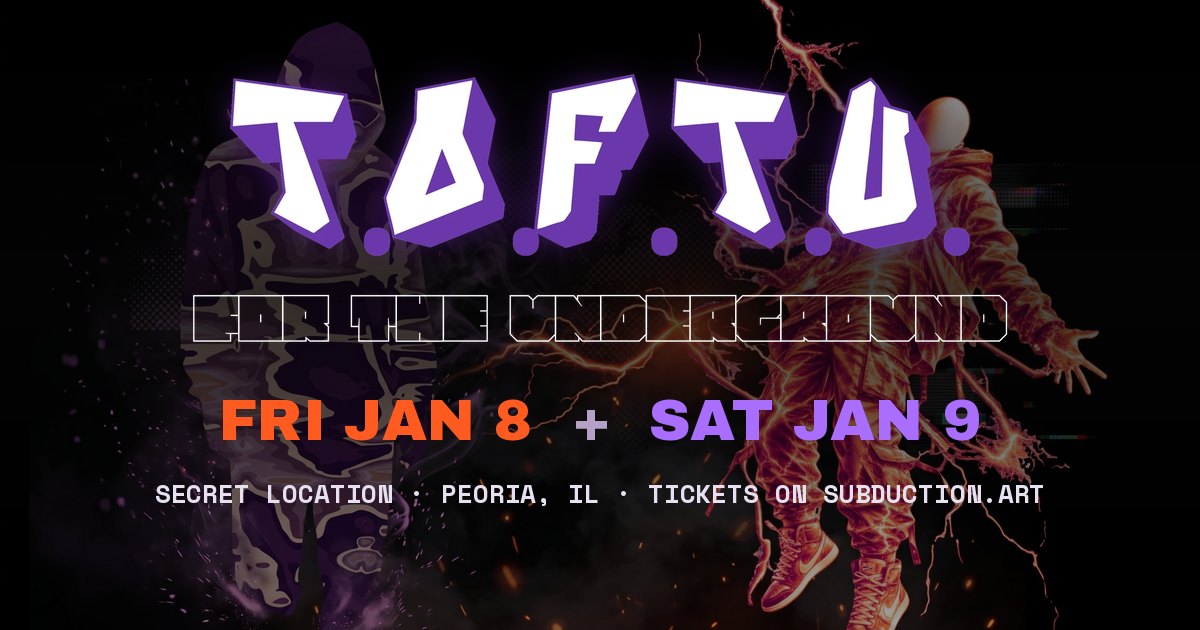 T.O.F.T.U.
FOR THE UNDERGROUND
FRI JAN 8 + SAT JAN 9
SECRET LOCATION · PEORIA, IL · TICKETS ON SUBDUCTION.ART